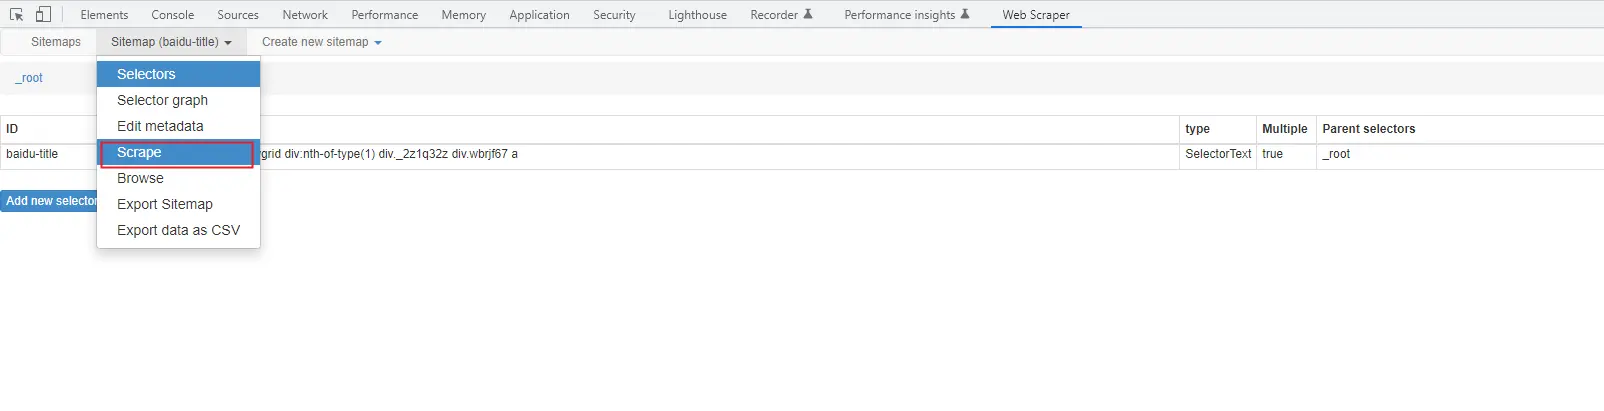 Elements Console Sources Network Performance Memory Application Security Lighthouse Recorder Performance insights Web Scraper
Sitemaps Sitemap (baidu-title) Create new sitemap
_root
Selectors
Selector graph
Edit metadata
Scrape
Browse
Export Sitemap
Export data as CSV
ID type Multiple Parent selectors
baidu-title grid div:nth-of-type(1) div._2z1q32z div.wbrjf67 a SelectorText true _root
Add new selector